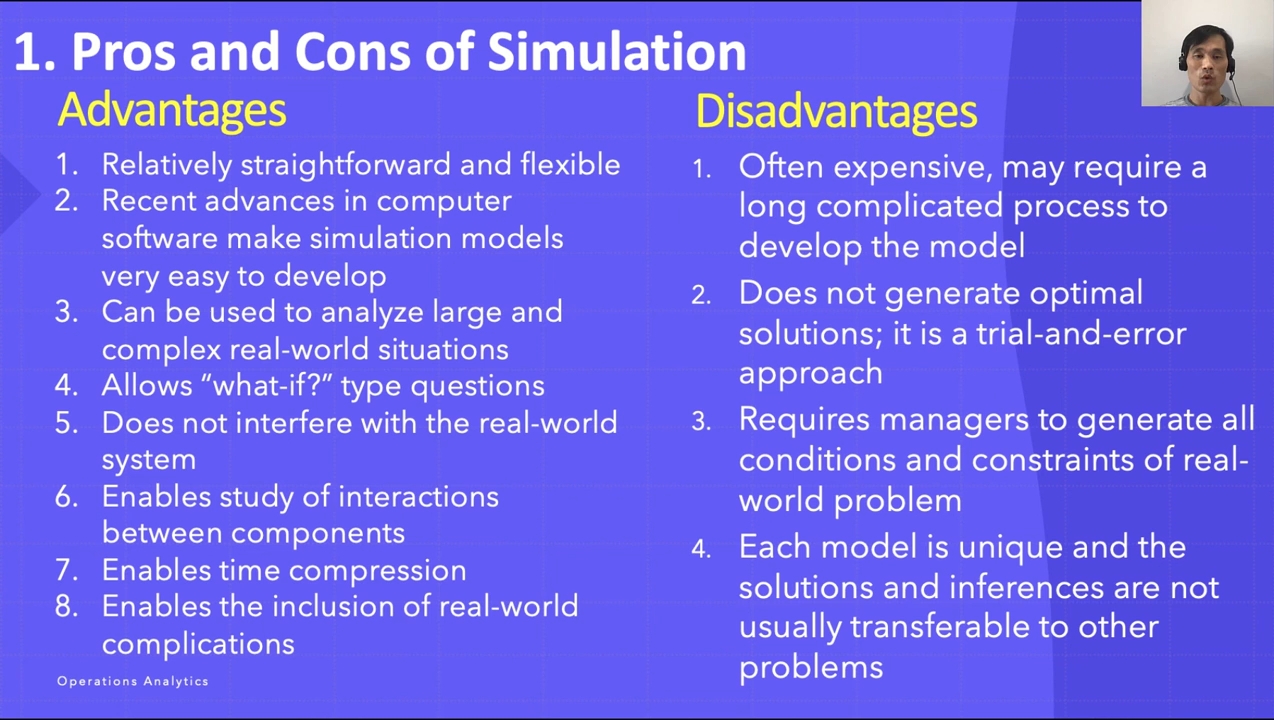 1. Pros and Cons of Simulation
Advantages
1. Relatively straightforward and flexible
2. Recent advances in computer
software make simulation models
very easy to develop
3. Can be used to analyze large and
complex real-world situations
4. Allows “what-if?” type questions
5. Does not interfere with the real-world
system
6. Enables study of interactions
between components
7. Enables time compression
8. Enables the inclusion of real-world
complications
Disadvantages
1. Often expensive, may require a
long complicated process to
develop the model
2. Does not generate optimal
solutions; it is a trial-and-error
approach
3. Requires managers to generate all
conditions and constraints of real-
world problem
4. Each model is unique and the
solutions and inferences are not
usually transferable to other
problems
Operations Analytics